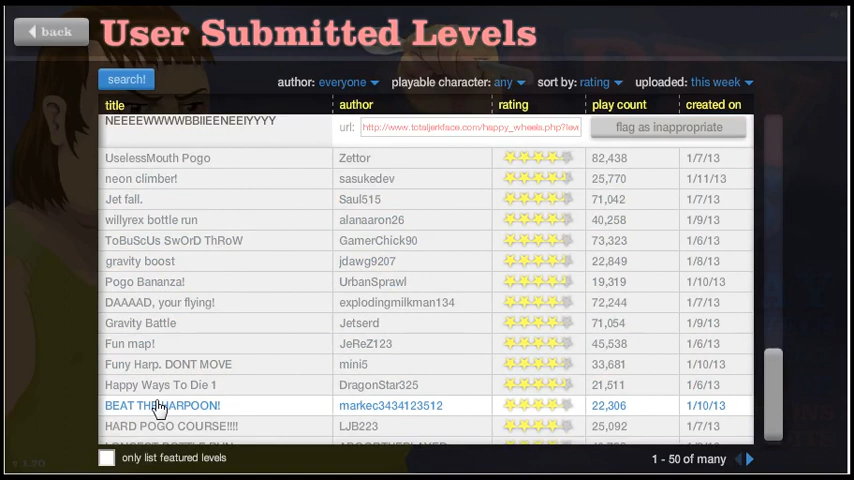 back
User Submitted Levels
search!
author: everyone playable character: any sort by: rating uploaded: this week
title author rating play count created on
NEEEEWWWWBBIIEENEEIYYYY
url: http://www.totaljerkface.com/happy_wheels.php?lev flag as inappropriate
UselessMouth Pogo Zettor 82,438 1/7/13
neon climber! sasukedev 25,770 1/11/13
Jet fall. Saul515 71,042 1/7/13
willyrex bottle run alanaaron26 40,258 1/9/13
ToBuScUs SwOrD ThRoW GamerChick90 73,323 1/6/13
gravity boost jdawg9207 22,849 1/8/13
Pogo Bananza! UrbanSprawl 19,319 1/10/13
DAAAAD, your flying! explodingmilkman134 72,244 1/7/13
Gravity Battle Jetserd 71,054 1/9/13
Fun map! JeReZ123 45,538 1/6/13
Funy Harp. DONT MOVE mini5 33,681 1/10/13
Happy Ways To Die 1 DragonStar325 21,511 1/6/13
BEAT THE HARPOON! markec3434123512 22,306 1/10/13
HARD POGO COURSE!!!! LJB223 25,092 1/7/13
only list featured levels 1 - 50 of many